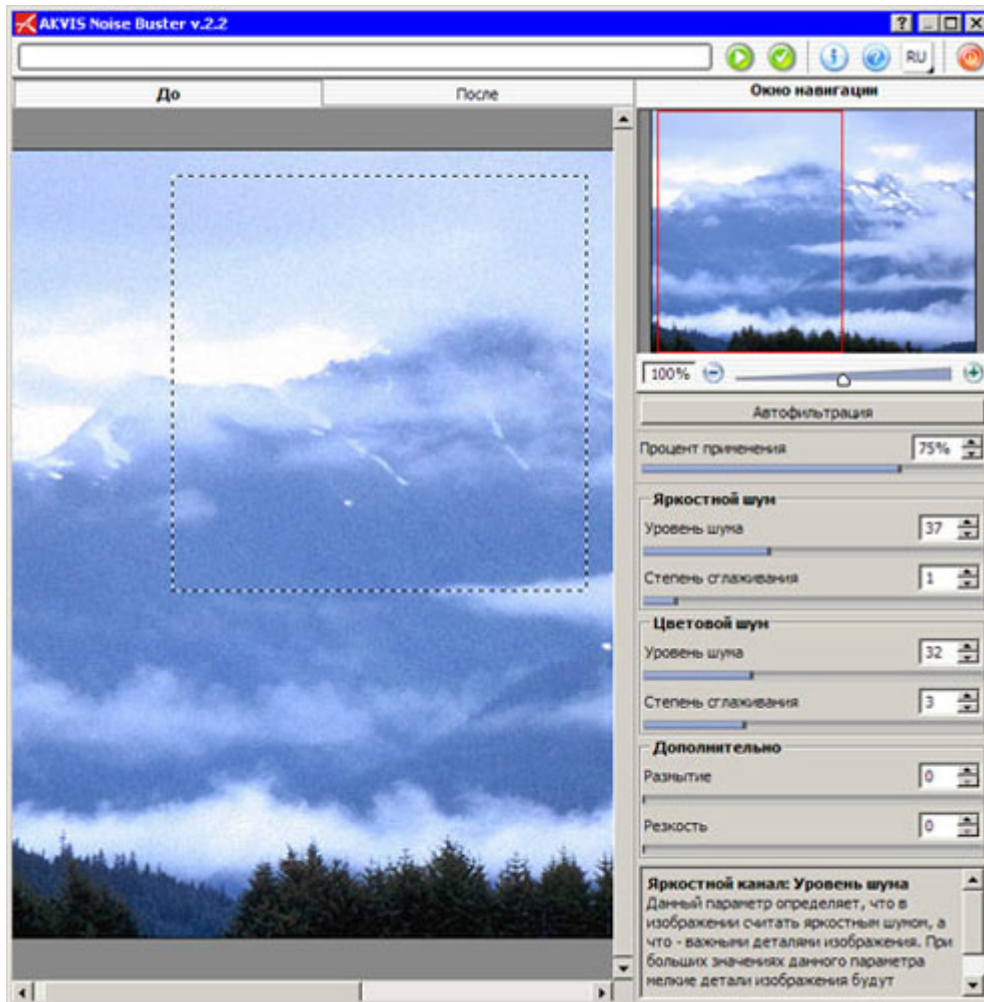 AKVIS Noise Buster v.2.2
RU
До
После
Окно навигации
100%
Автофильтрация
Процент применения
75%
Яркостной шум
Уровень шума
37
Степень сглаживания
1
Цветовой шум
Уровень шума
32
Степень сглаживания
3
Дополнительно
Размытие
0
Резкость
0
Яркостной канал: Уровень шума
Данный параметр определяет, что в
изображении считать яркостным шумом, а
что - важными деталями изображения. При
больших значениях данного параметра
мелкие детали изображения будут